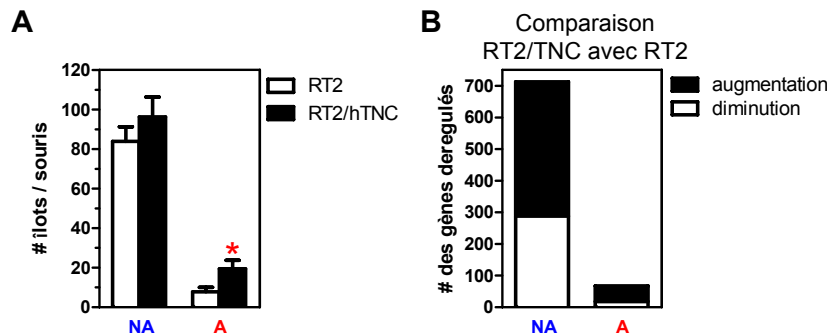 A
# îlots / souris
120
100
80
60
40
20
0
NA
A
*
RT2
RT2/hTNC
B
Comparaison
RT2/TNC avec RT2
# des gènes deregulés
700
600
500
400
300
200
100
0
NA
A
augmentation
diminution